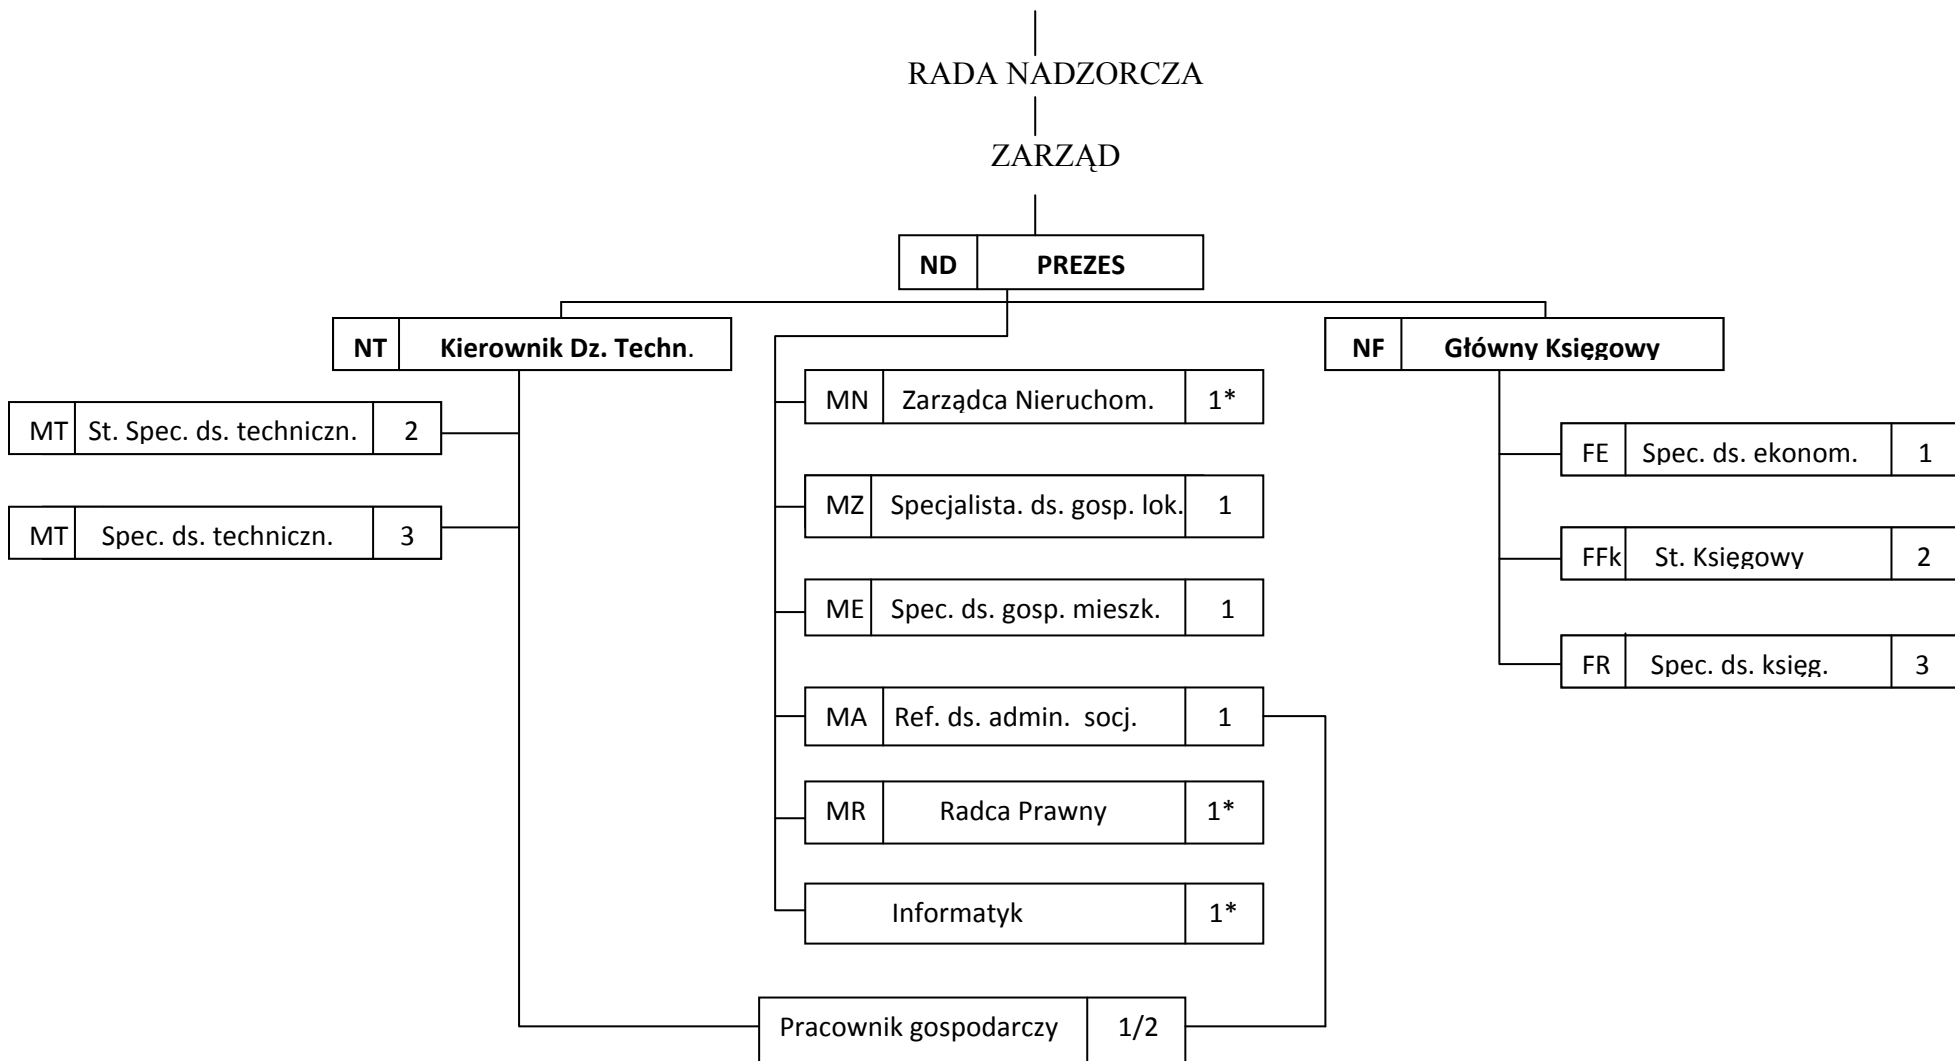 RADA NADZORCZA
ZARZĄD
ND PREZES
NT Kierownik Dz. Techn.
NF Główny Księgowy
MT St. Spec. ds. techniczn. 2
MT Spec. ds. techniczn. 3
MN Zarządca Nieruchom. 1*
MZ Specjalista. ds. gosp. lok. 1
ME Spec. ds. gosp. mieszk. 1
MA Ref. ds. admin. socj. 1
MR Radca Prawny 1*
Informatyk 1*
FE Spec. ds. ekonom. 1
FFk St. Księgowy 2
FR Spec. ds. księg. 3
Pracownik gospodarczy 1/2